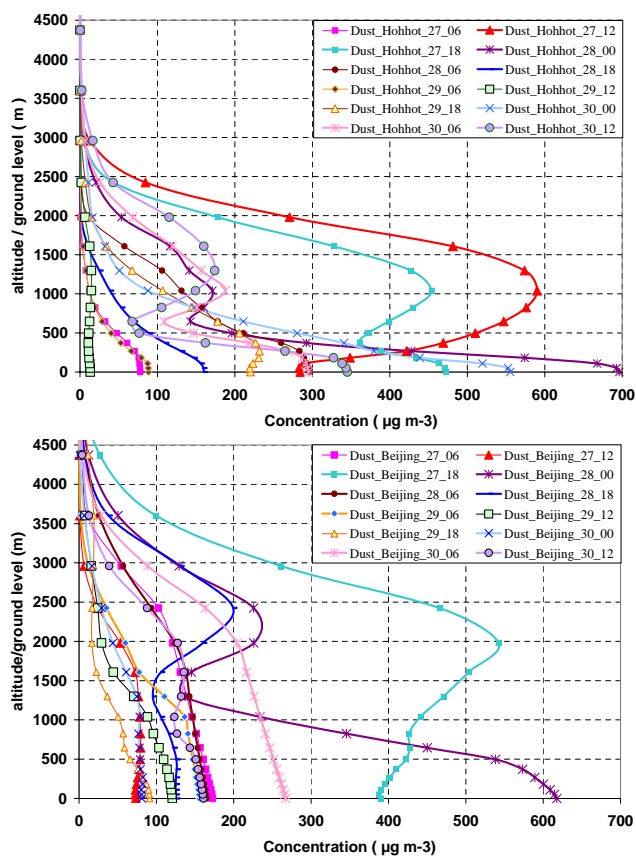 4500
4000
3500
3000
2500
2000
1500
1000
500
0
altitude / ground level ( m )
Dust_Hohhot_27_06 Dust_Hohhot_27_12
Dust_Hohhot_27_18 Dust_Hohhot_28_00
Dust_Hohhot_28_06 Dust_Hohhot_28_18
Dust_Hohhot_29_06 Dust_Hohhot_29_12
Dust_Hohhot_29_18 Dust_Hohhot_30_00
Dust_Hohhot_30_06 Dust_Hohhot_30_12
0 100 200 300 400 500 600 700
Concentration ( µg m-3)
4500
4000
3500
3000
2500
2000
1500
1000
500
0
altitude/ground level (m)
Dust_Beijing_27_06 Dust_Beijing_27_12
Dust_Beijing_27_18 Dust_Beijing_28_00
Dust_Beijing_28_06 Dust_Beijing_28_18
Dust_Beijing_29_06 Dust_Beijing_29_12
Dust_Beijing_29_18 Dust_Beijing_30_00
Dust_Beijing_30_06 Dust_Beijing_30_12
0 100 200 300 400 500 600 700
Concentration ( µg m-3)